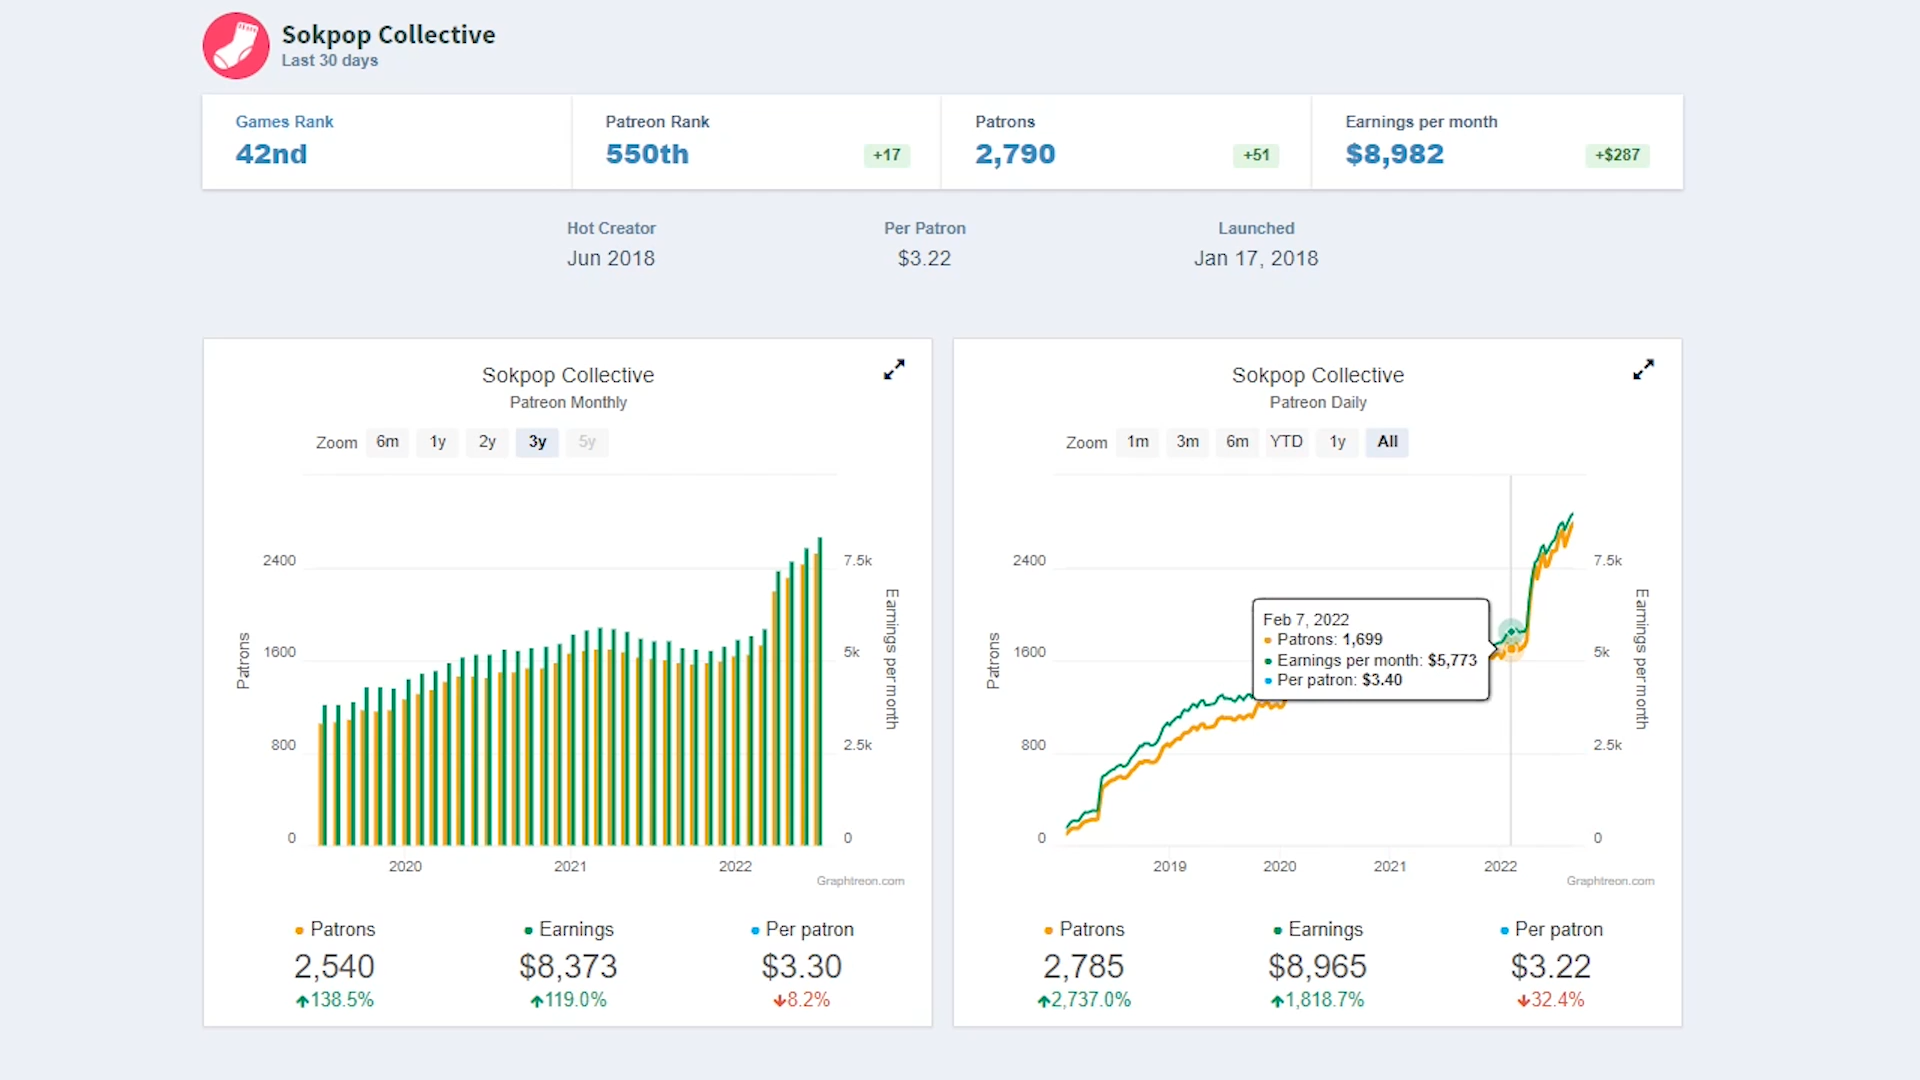 Sokpop Collective
Last 30 days
Games Rank
42nd
Patreon Rank
550th
+17
Patrons
2,790
+51
Earnings per month
$8,982
+$287
Hot Creator
Jun 2018
Per Patron
$3.22
Launched
Jan 17, 2018
Sokpop Collective
Patreon Monthly
Zoom 6m 1y 2y 3y 5y
Patrons
2400
1600
800
0
7.5k
5k
2.5k
0
Earnings per month
2020 2021 2022
Graphtreon.com
Patrons
2,540
138.5%
Earnings
$8,373
119.0%
Per patron
$3.30
8.2%
Sokpop Collective
Patreon Daily
Zoom 1m 3m 6m YTD 1y All
Patrons
2400
1600
800
0
Feb 7, 2022
Patrons: 1,699
Earnings per month: $5,773
Per patron: $3.40
7.5k
5k
2.5k
0
Earnings per month
2019 2020 2021 2022
Graphtreon.com
Patrons
2,785
2,737.0%
Earnings
$8,965
1,818.7%
Per patron
$3.22
32.4%